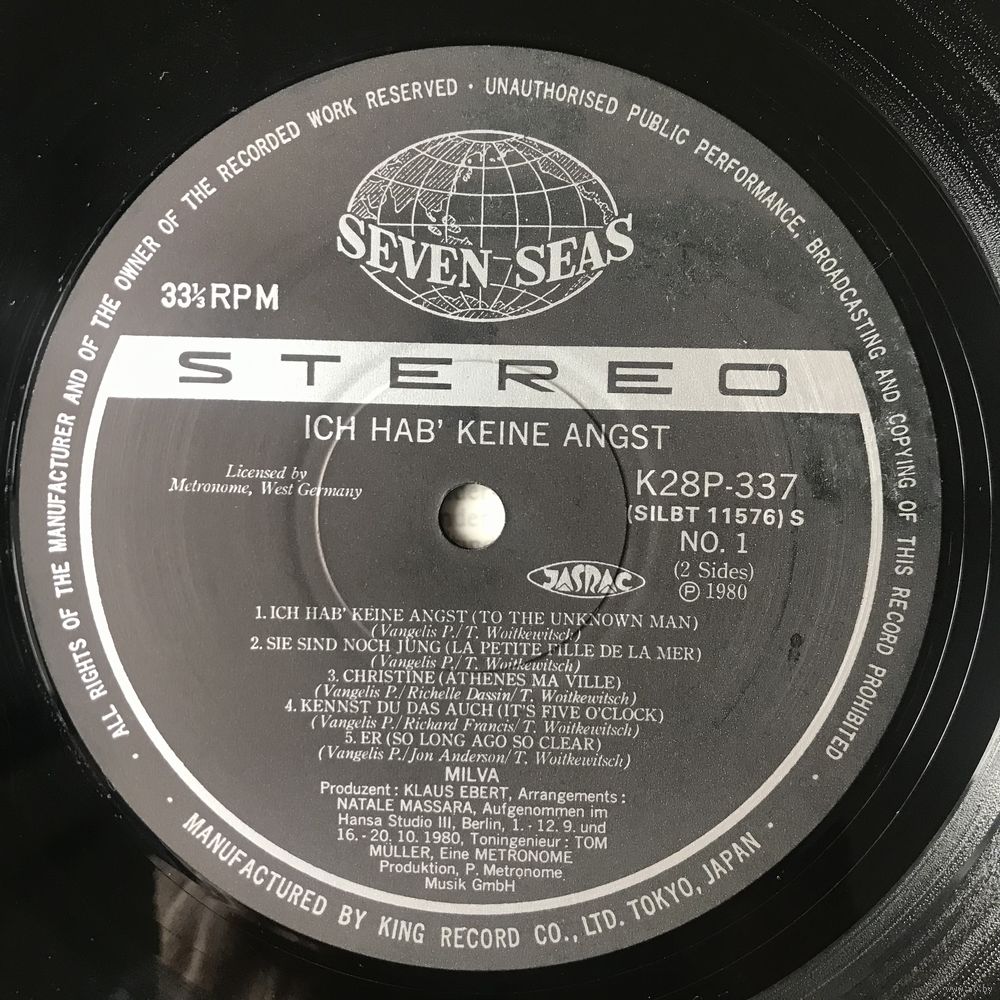 • ALL RIGHTS OF THE MANUFACTURER AND OF THE OWNER OF THE RECORDED WORK RESERVED • UNAUTHORISED PUBLIC PERFORMANCE, BROADCASTING AND COPYING OF THIS RECORD PROHIBITED •
SEVEN SEAS
33⅓ RPM
STEREO
ICH HAB' KEINE ANGST
Licensed by
Metronome, West Germany
K28P-337
(SILBT 11576) S
NO. 1
(2 Sides)
Ⓟ 1980
JASRAC
1. ICH HAB' KEINE ANGST (TO THE UNKNOWN MAN)
(Vangelis P./T. Woitkewitsch)
2. SIE SIND NOCH JUNG (LA PETITE FILLE DE LA MER)
(Vangelis P./T. Woitkewitsch)
3. CHRISTINE (ATHENES MA VILLE)
(Vangelis P./Richelle Dassin/T. Woitkewitsch)
4. KENNST DU DAS AUCH (IT'S FIVE O'CLOCK)
(Vangelis P./Richard Francis/T. Woitkewitsch)
5. ER (SO LONG AGO SO CLEAR)
(Vangelis P./Jon Anderson/T. Woitkewitsch)
MILVA
Produzent : KLAUS EBERT, Arrangements :
NATALE MASSARA, Aufgenommen im
Hansa Studio III, Berlin, 1. - 12. 9. und
16. - 20. 10. 1980, Toningenieur : TOM
MÜLLER, Eine METRONOME
Produktion, P. Metronome
Musik GmbH
• MANUFACTURED BY KING RECORD CO., LTD. TOKYO, JAPAN •